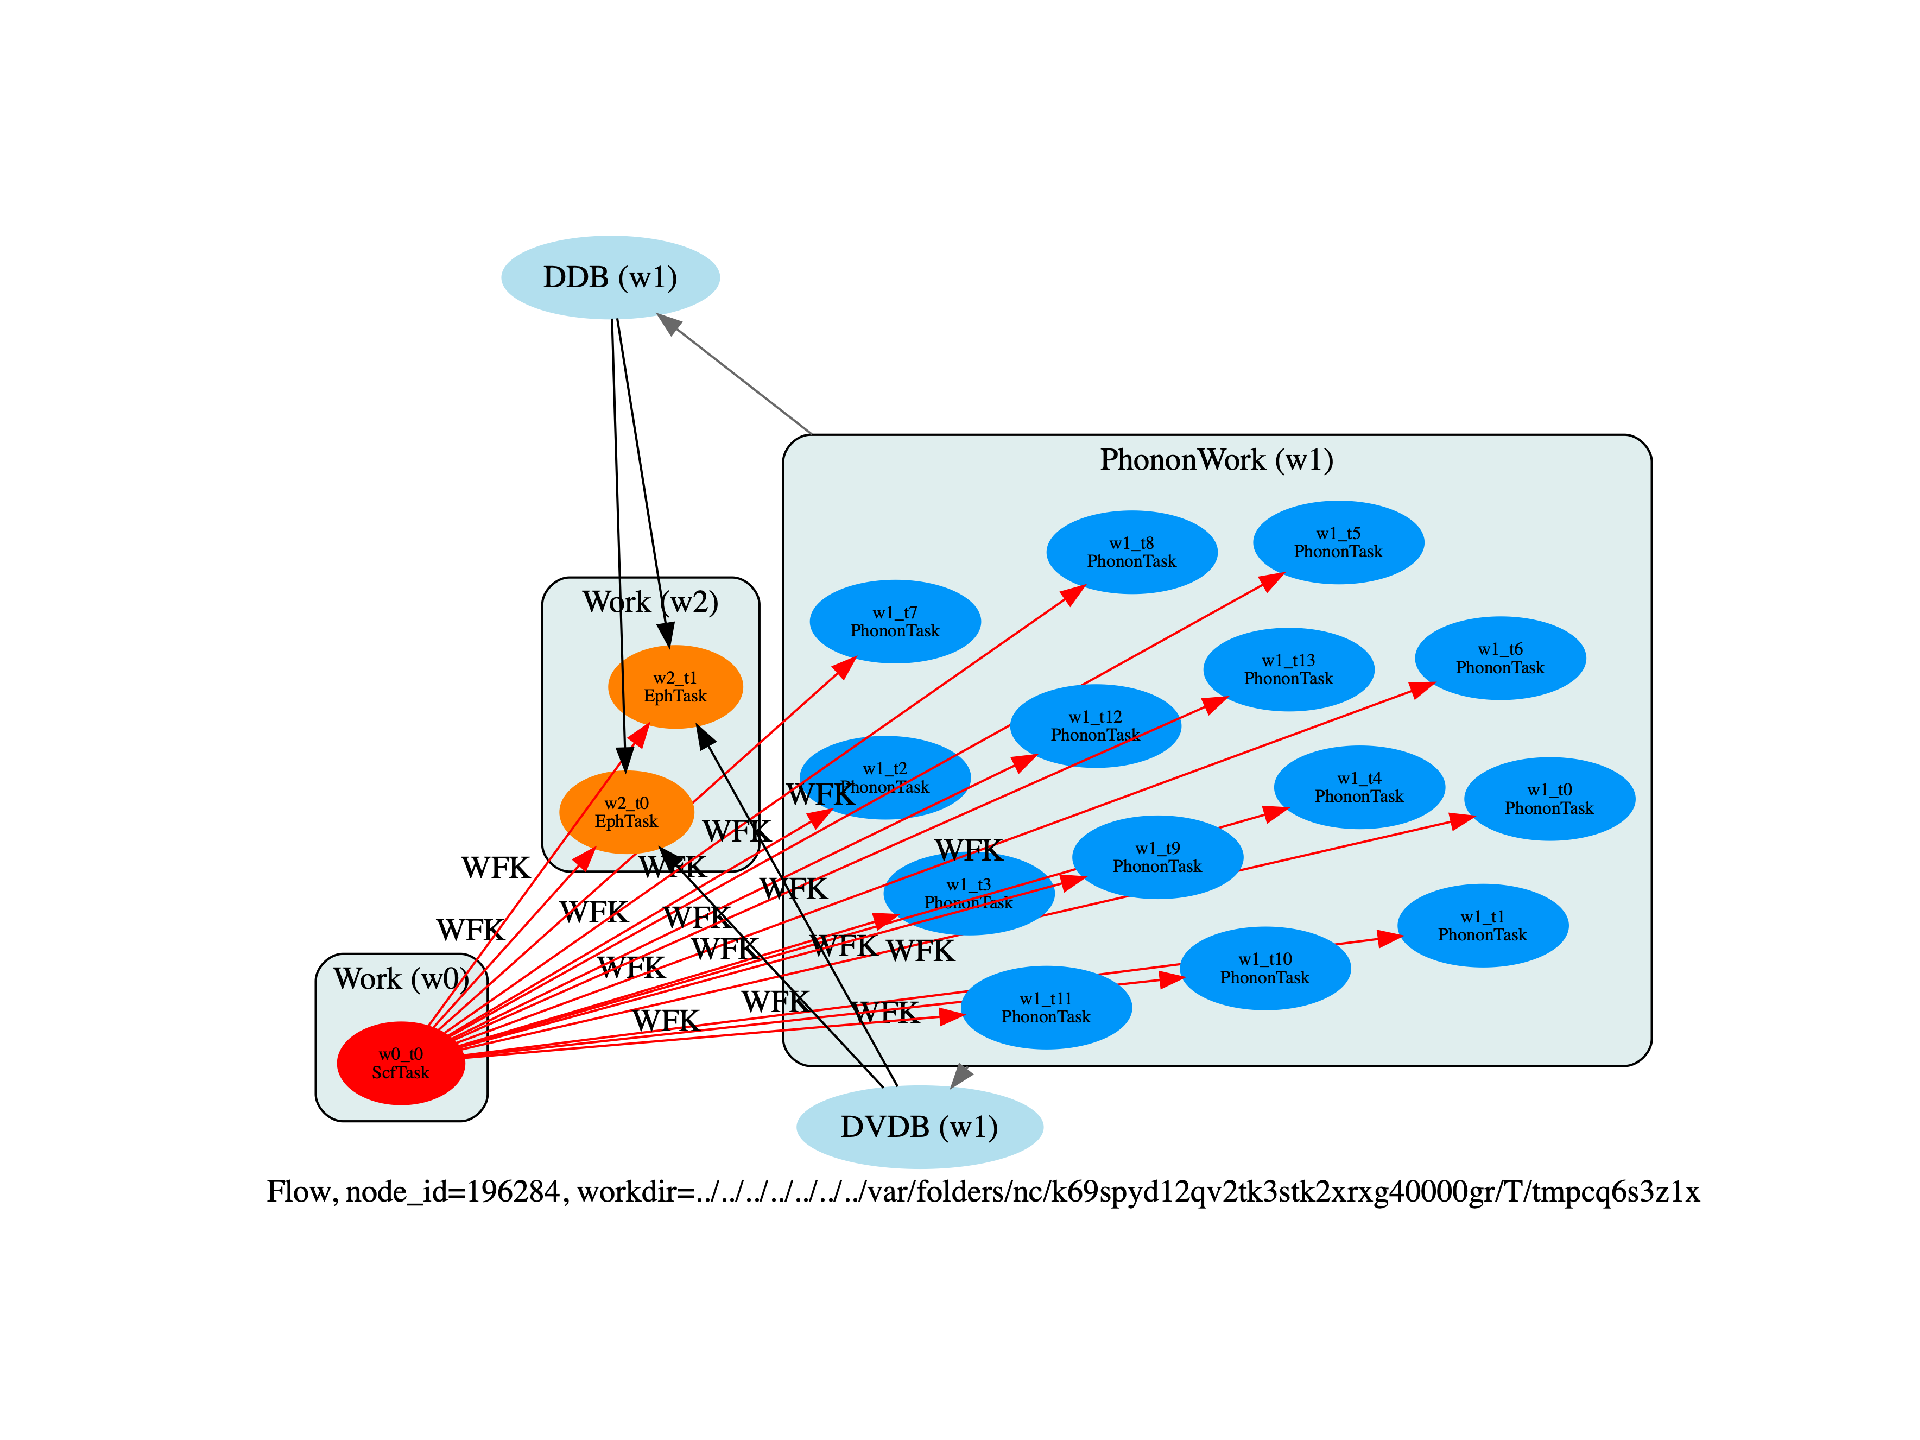 DDB (w1)
PhononWork (w1)
w1_t5
PhononTask
w1_t8
PhononTask
Work (w2)
w1_t7
PhononTask
w1_t13
PhononTask
w1_t6
PhononTask
w2_t1
EphTask
w1_t12
PhononTask
w1_t2
PhononTask
WFK
w1_t4
PhononTask
w1_t0
PhononTask
w2_t0
EphTask
WFK
WFK
w1_t9
PhononTask
WFK
WFK
WFK
w1_t3
PhononTask
WFK
WFK
w1_t1
PhononTask
WFK
WFK
WFK
WFK
WFK
w1_t10
PhononTask
WFK
Work (w0)
WFK
w1_t11
PhononTask
WFK
WFK
w0_t0
ScfTask
DVDB (w1)
Flow, node_id=196284, workdir=../../../../../../../var/folders/nc/k69spyd12qv2tk3stk2xrxg40000gr/T/tmpcq6s3z1x